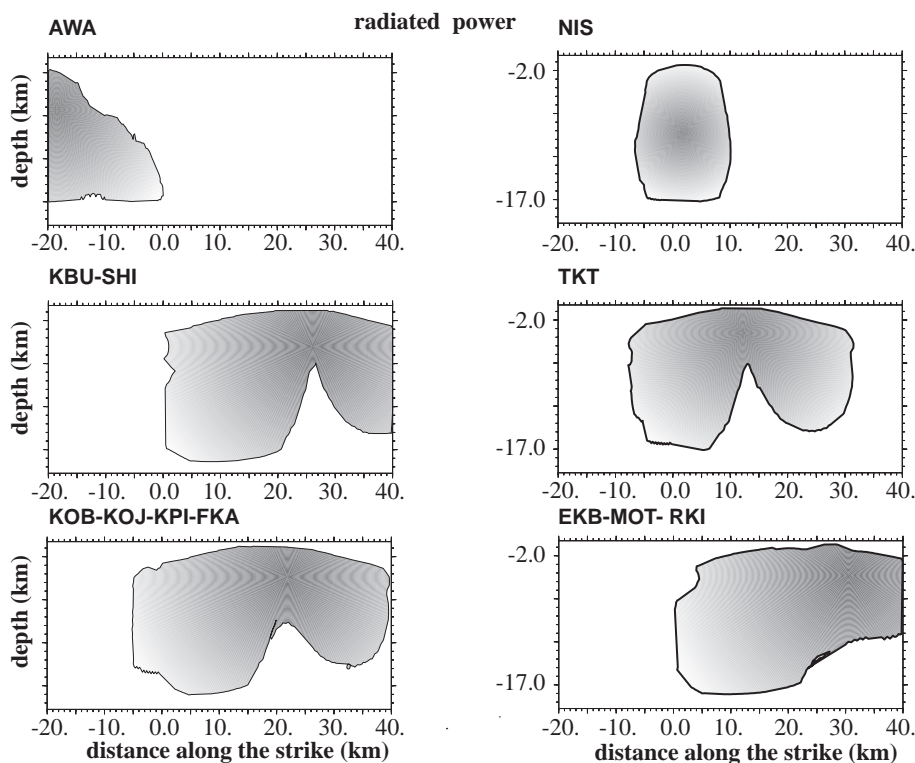 radiated power
AWA
NIS
depth (km)
-2.0
-17.0
-20. -10. 0.0 10. 20. 30. 40.
-20. -10. 0.0 10. 20. 30. 40.
KBU-SHI
TKT
depth (km)
-2.0
-17.0
-20. -10. 0.0 10. 20. 30. 40.
-20. -10. 0.0 10. 20. 30. 40.
KOB-KOJ-KPI-FKA
EKB-MOT- RKI
depth (km)
-2.0
-17.0
-20. -10. 0.0 10. 20. 30. 40.
-20. -10. 0.0 10. 20. 30. 40.
distance along the strike (km)
distance along the strike (km)